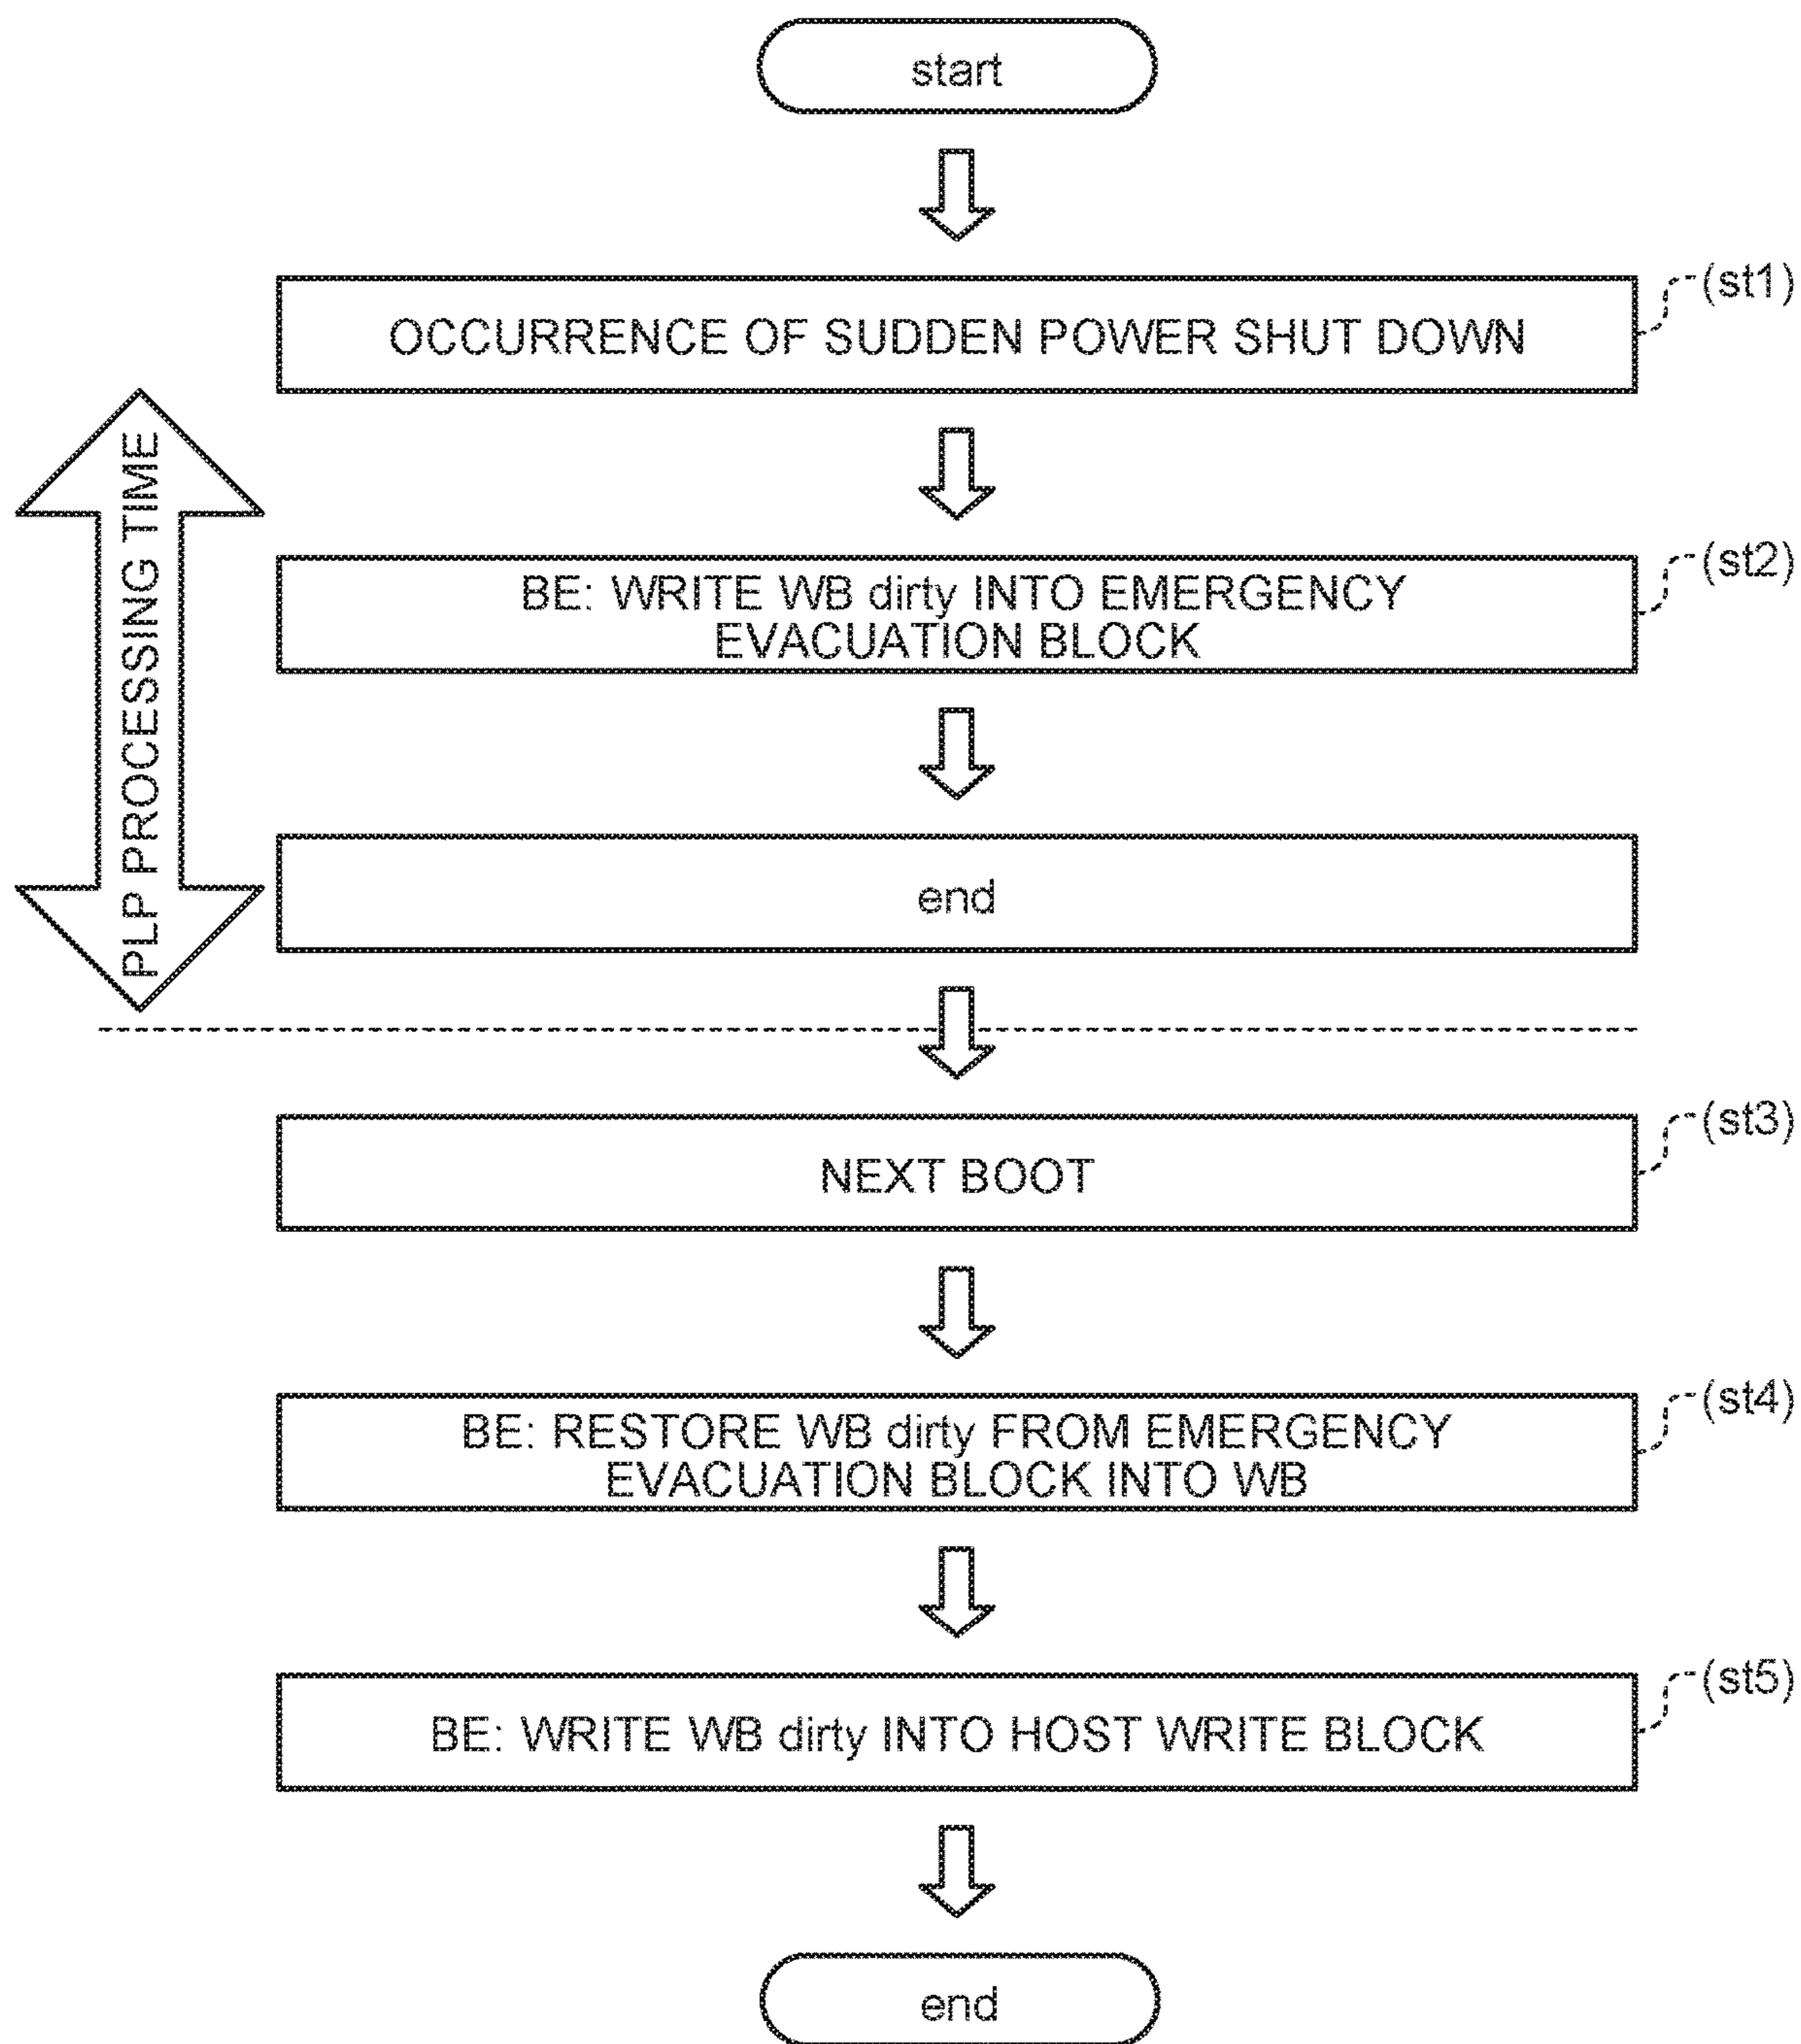 start
OCCURRENCE OF SUDDEN POWER SHUT DOWN
(st1)
PLP PROCESSING TIME
BE: WRITE WB dirty INTO EMERGENCY
EVACUATION BLOCK
(st2)
end
NEXT BOOT
(st3)
BE: RESTORE WB dirty FROM EMERGENCY
EVACUATION BLOCK INTO WB
(st4)
BE: WRITE WB dirty INTO HOST WRITE BLOCK
(st5)
end